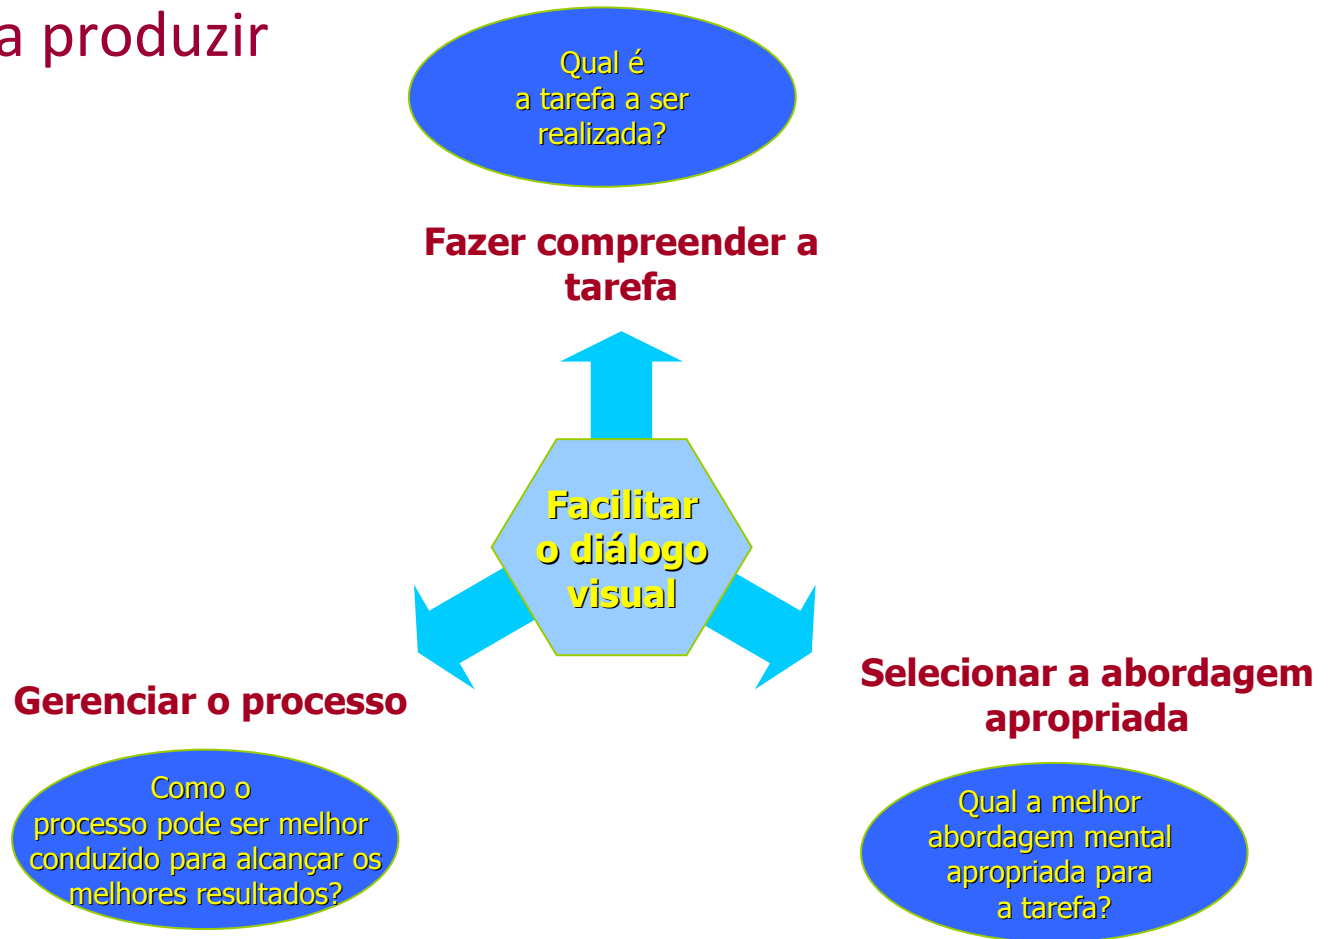 a produzir
Qual é
a tarefa a ser
realizada?
Fazer compreender a
tarefa
Facilitar
o diálogo
visual
Gerenciar o processo
Como o
processo pode ser melhor
conduzido para alcançar os
melhores resultados?
Selecionar a abordagem
apropriada
Qual a melhor
abordagem mental
apropriada para
a tarefa?